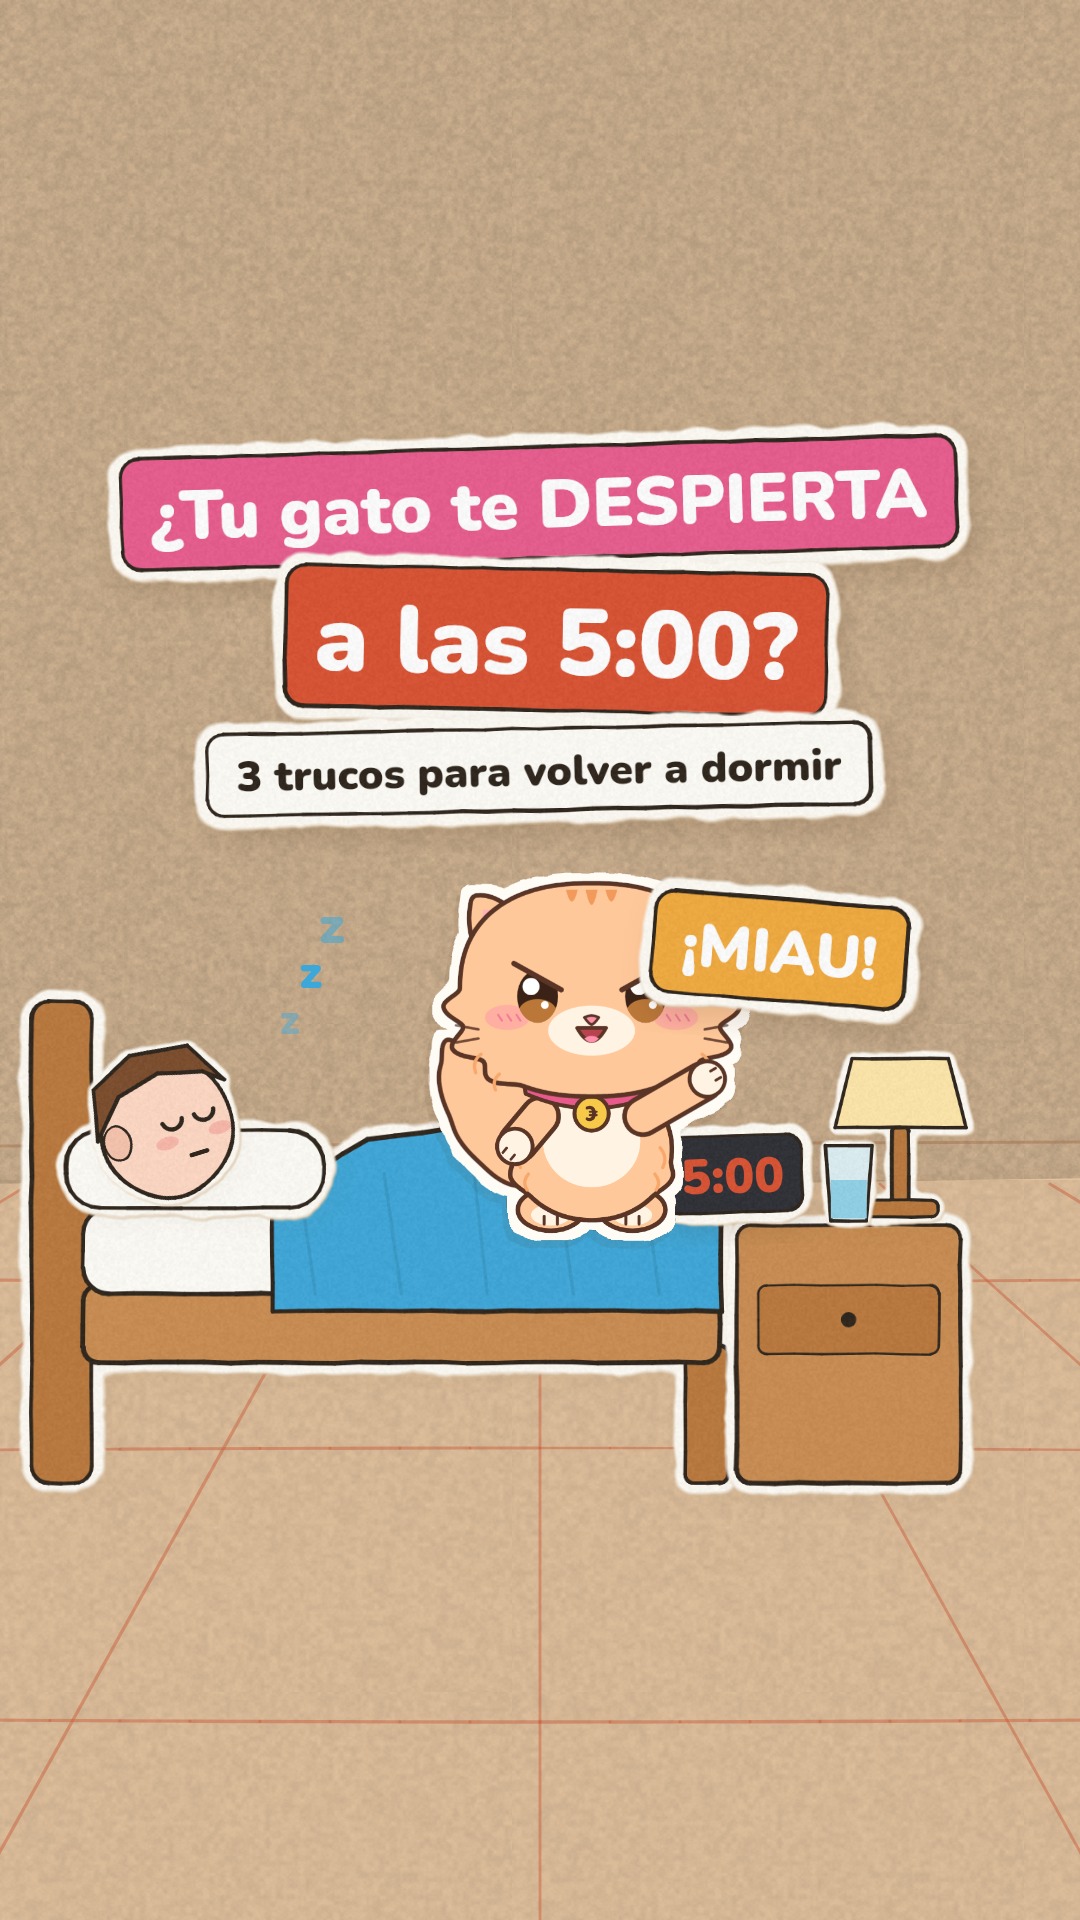 ¿Tu gato te DESPIERTA
a las 5:00?
3 trucos para volver a dormir
z
z
z
¡MIAU!
5:00